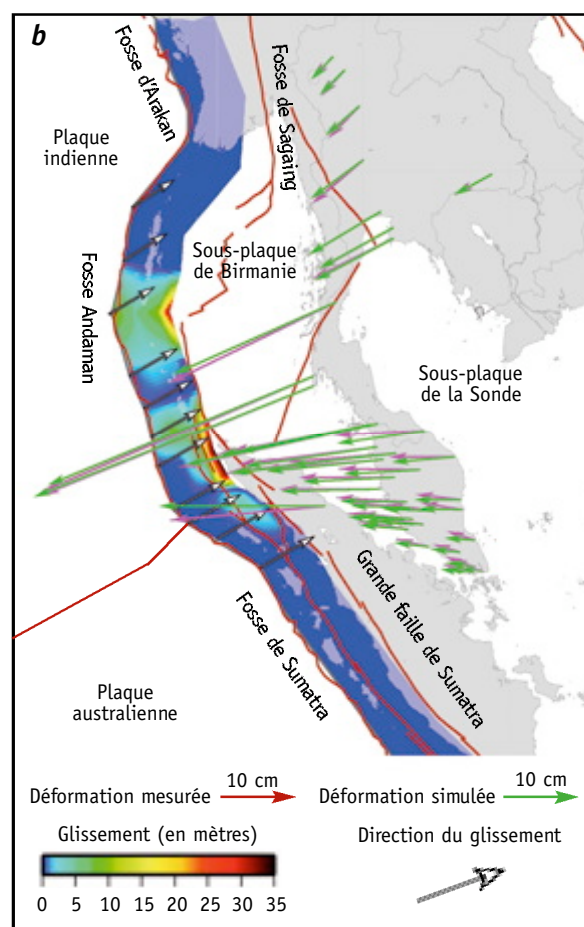 b
Fosse d'Arakan
Fosse de Sagaing
Plaque
indienne
Sous-plaque
de Birmanie
Fosse Andaman
Sous-plaque
de la Sonde
Grande faille de Sumatra
Fosse de Sumatra
Plaque
australienne
Déformation mesurée 10 cm
Déformation simulée 10 cm
Glissement (en mètres)
0 5 10 15 20 25 30 35
Direction du glissement